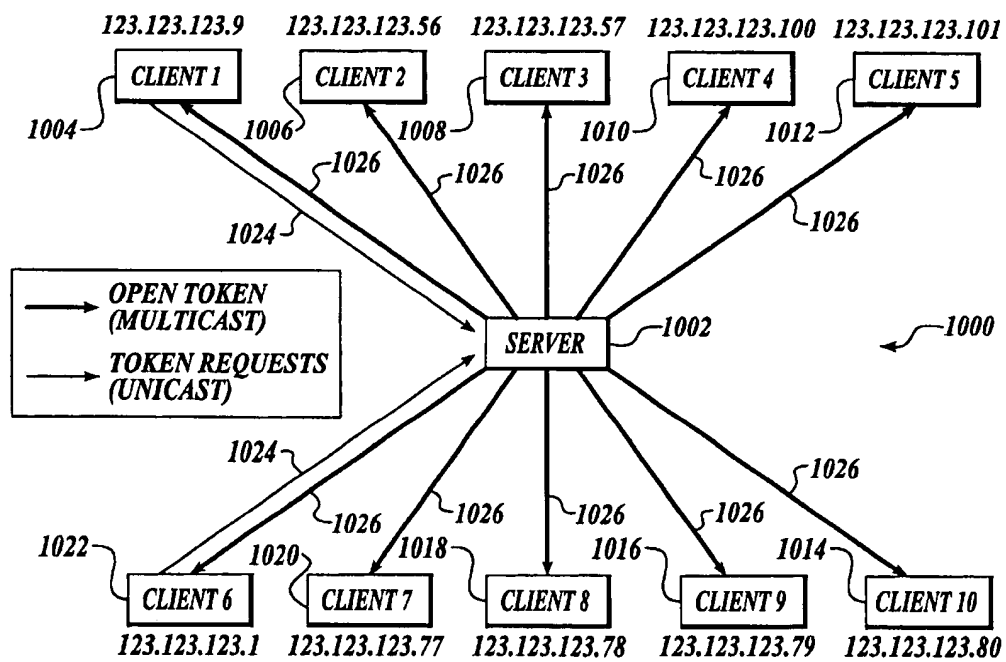 123.123.123.9 123.123.123.56 123.123.123.57 123.123.123.100 123.123.123.101
CLIENT 1 CLIENT 2 CLIENT 3 CLIENT 4 CLIENT 5
1004 1006 1008 1010 1012
1026 1026 1026 1026 1026
1024
OPEN TOKEN
(MULTICAST)
TOKEN REQUESTS
(UNICAST)
SERVER 1002 1000
1024
1026 1026 1026 1026 1026
1022 1020 1018 1016 1014
CLIENT 6 CLIENT 7 CLIENT 8 CLIENT 9 CLIENT 10
123.123.123.1 123.123.123.77 123.123.123.78 123.123.123.79 123.123.123.80